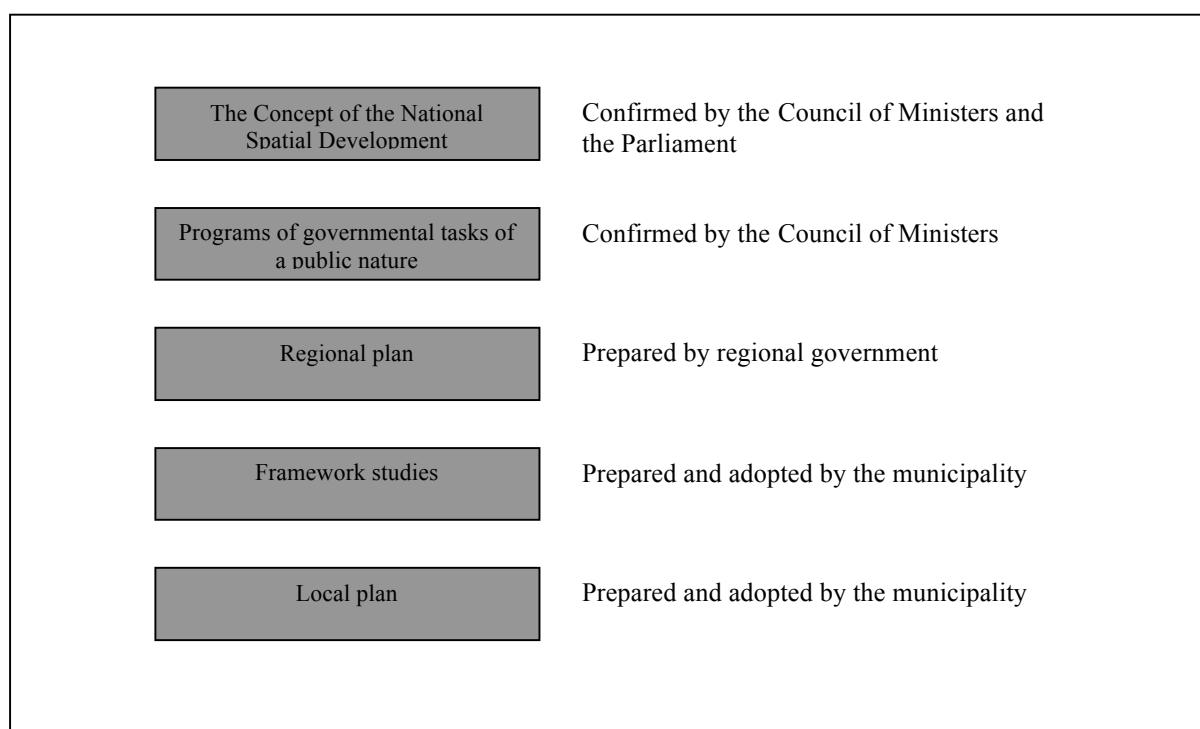 The Concept of the National
Spatial Development
Confirmed by the Council of Ministers and
the Parliament
Programs of governmental tasks of
a public nature
Confirmed by the Council of Ministers
Regional plan
Prepared by regional government
Framework studies
Prepared and adopted by the municipality
Local plan
Prepared and adopted by the municipality